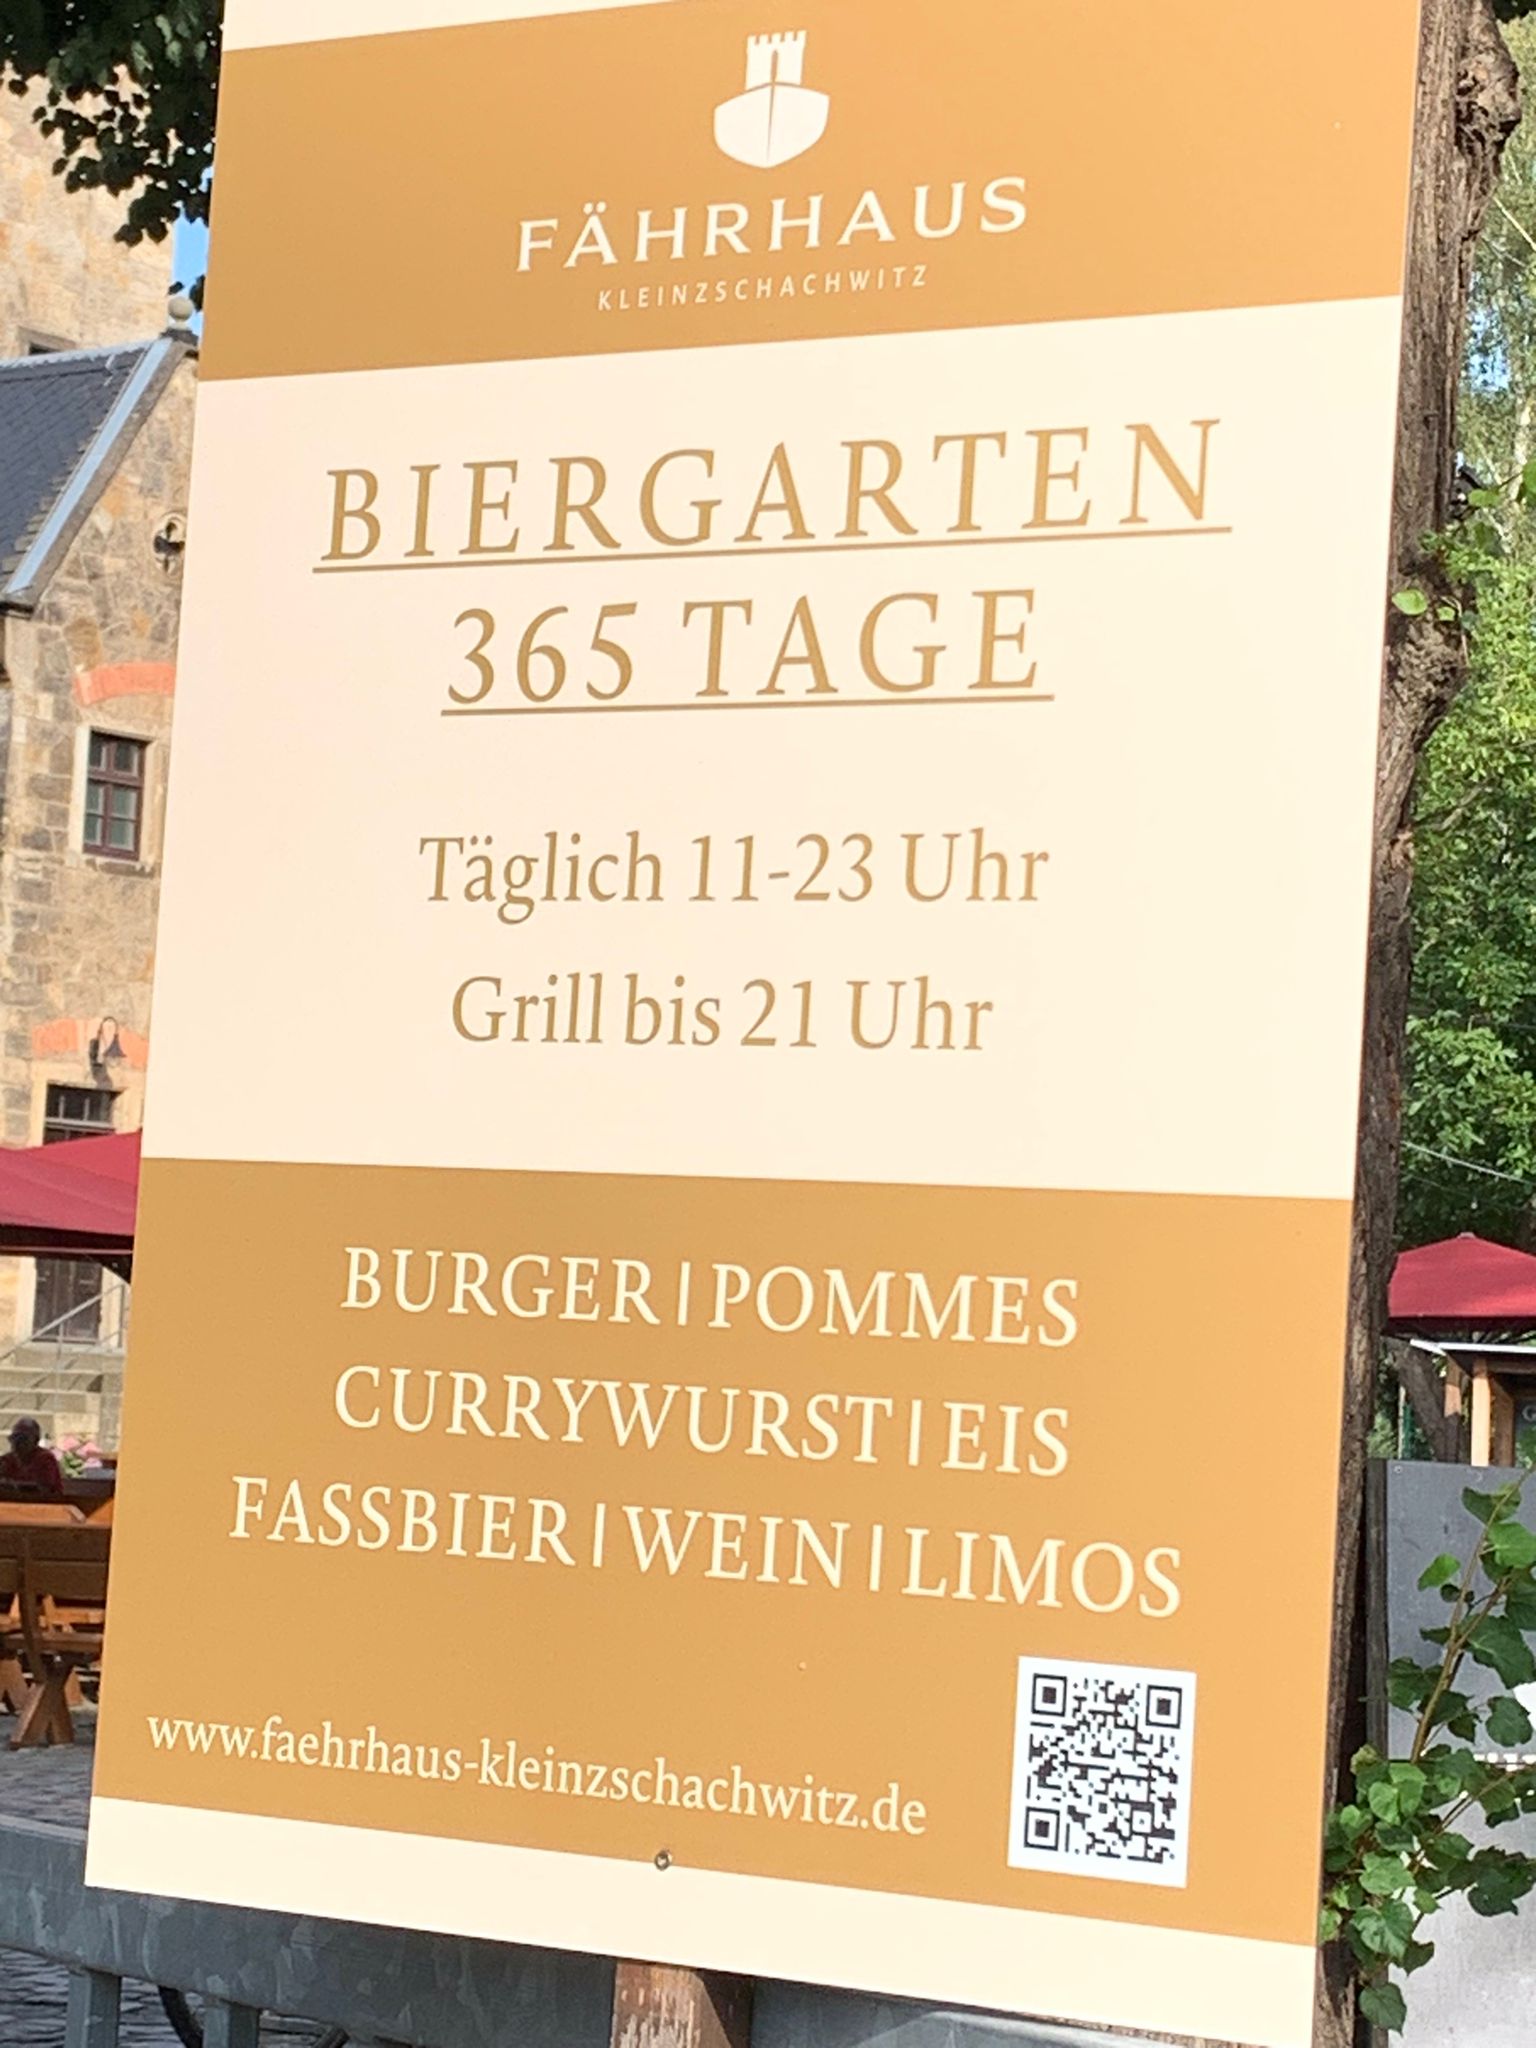 FÄHRHAUS
KLEINZSCHACHWITZ
BIERGARTEN
365 TAGE
Täglich 11-23 Uhr
Grill bis 21 Uhr
BURGER|POMMES
CURRYWURST|EIS
FASSBIER|WEIN|LIMOS
www.faehrhaus-kleinzschachwitz.de